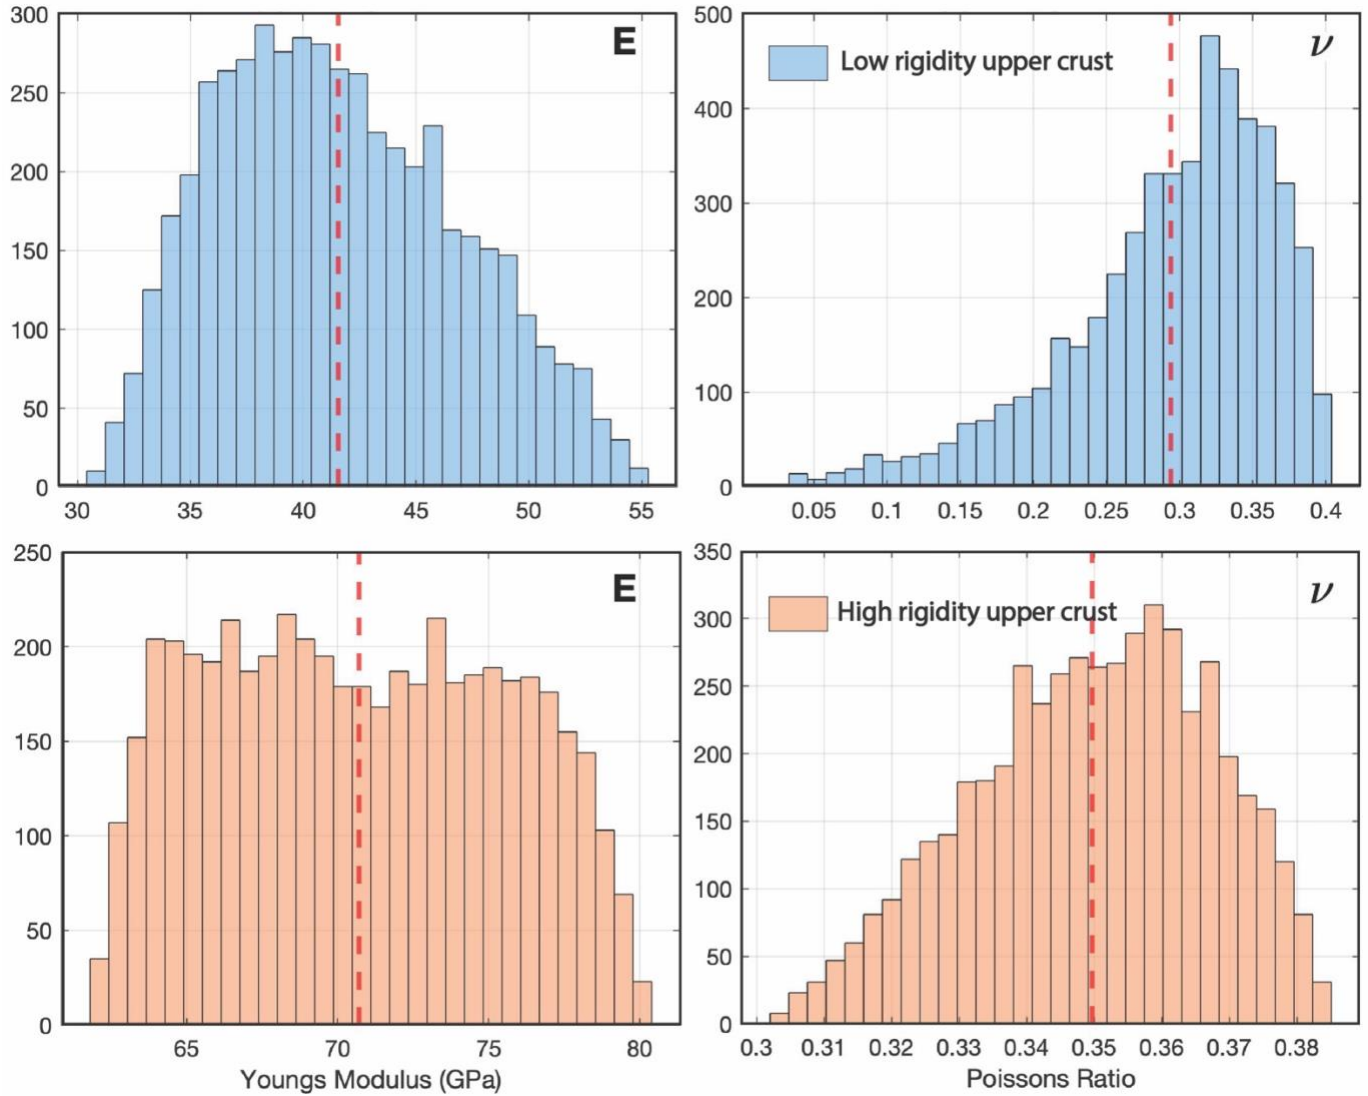 300
250
200
150
100
50
0
30 35 40 45 50 55
E
500
400
300
200
100
0
0.05 0.1 0.15 0.2 0.25 0.3 0.35 0.4
Low rigidity upper crust
ν
250
200
150
100
50
0
65 70 75 80
E
Youngs Modulus (GPa)
350
300
250
200
150
100
50
0
0.3 0.31 0.32 0.33 0.34 0.35 0.36 0.37 0.38
High rigidity upper crust
ν
Poissons Ratio